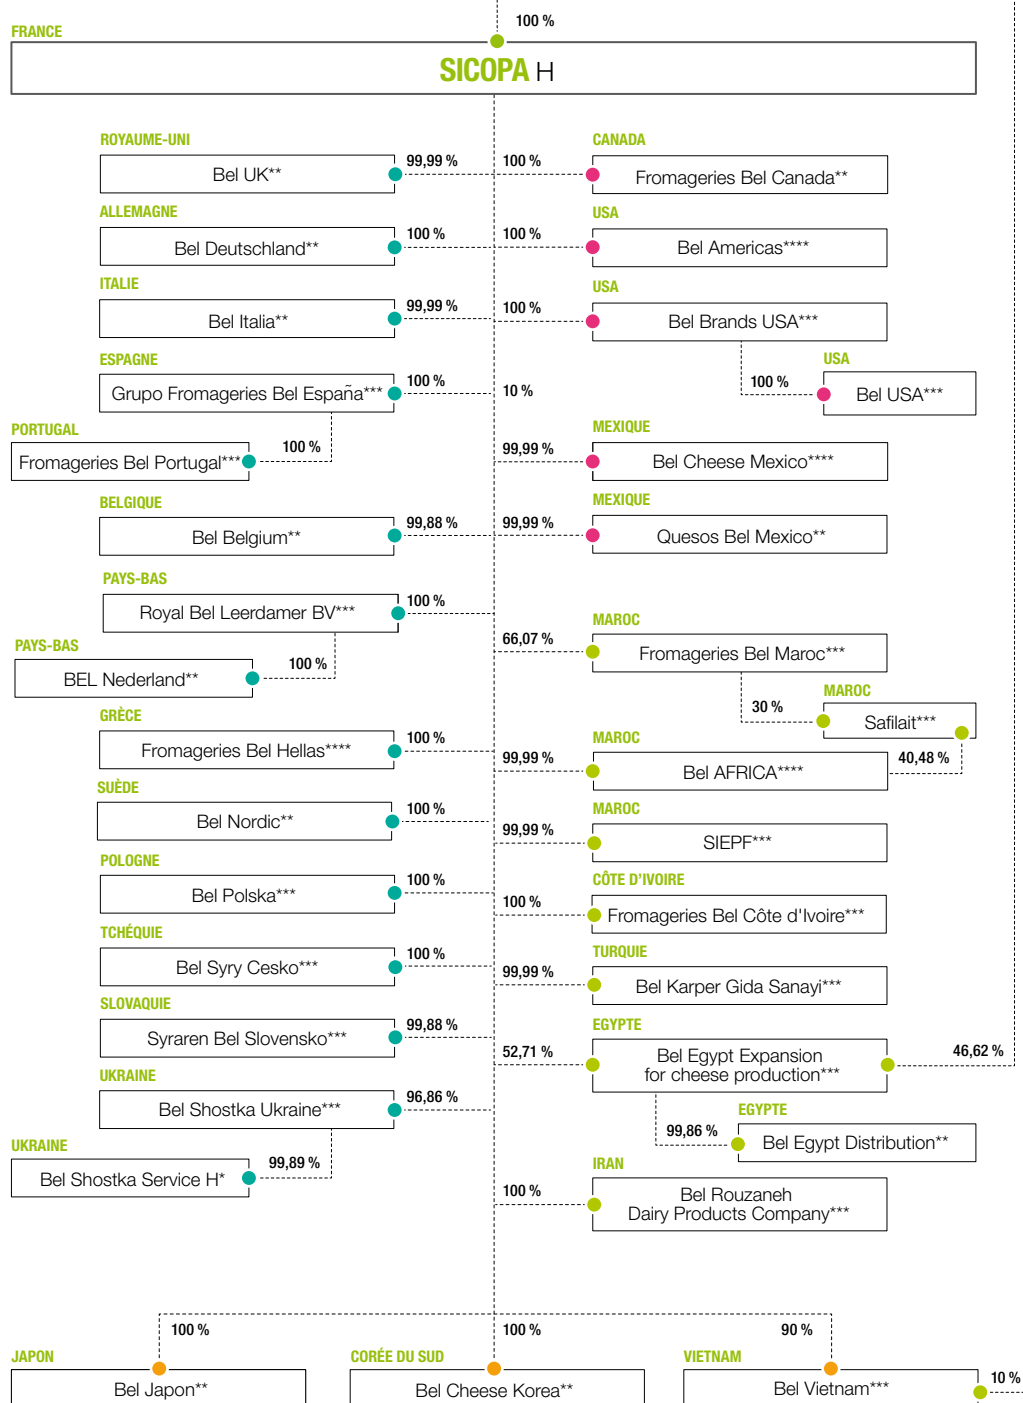 100 %
FRANCE
SICOPA H
ROYAUME-UNI
Bel UK**
99,99 %
100 %
CANADA
Fromageries Bel Canada**
ALLEMAGNE
Bel Deutschland**
100 %
100 %
USA
Bel Americas****
ITALIE
Bel Italia**
99,99 %
100 %
USA
Bel Brands USA***
ESPAGNE
Grupo Fromageries Bel España***
100 %
10 %
100 %
USA
Bel USA***
PORTUGAL
Fromageries Bel Portugal***
100 %
99,99 %
MEXIQUE
Bel Cheese Mexico****
BELGIQUE
Bel Belgium**
99,88 %
99,99 %
MEXIQUE
Quesos Bel Mexico**
PAYS-BAS
Royal Bel Leerdamer BV***
100 %
66,07 %
MAROC
Fromageries Bel Maroc***
PAYS-BAS
BEL Nederland**
100 %
30 %
MAROC
Safilait***
40,48 %
GRÈCE
Fromageries Bel Hellas****
100 %
99,99 %
MAROC
Bel AFRICA****
SUÈDE
Bel Nordic**
100 %
99,99 %
MAROC
SIEPF***
POLOGNE
Bel Polska***
100 %
100 %
CÔTE D'IVOIRE
Fromageries Bel Côte d'Ivoire***
TCHÉQUIE
Bel Syry Cesko***
100 %
99,99 %
TURQUIE
Bel Karper Gida Sanayi***
SLOVAQUIE
Syraren Bel Slovensko***
99,88 %
52,71 %
EGYPTE
Bel Egypt Expansion
for cheese production***
46,62 %
UKRAINE
Bel Shostka Ukraine***
96,86 %
99,86 %
EGYPTE
Bel Egypt Distribution**
UKRAINE
Bel Shostka Service H*
99,89 %
100 %
IRAN
Bel Rouzaneh
Dairy Products Company***
100 %
100 %
90 %
JAPON
Bel Japon**
CORÉE DU SUD
Bel Cheese Korea**
VIETNAM
Bel Vietnam***
10 %